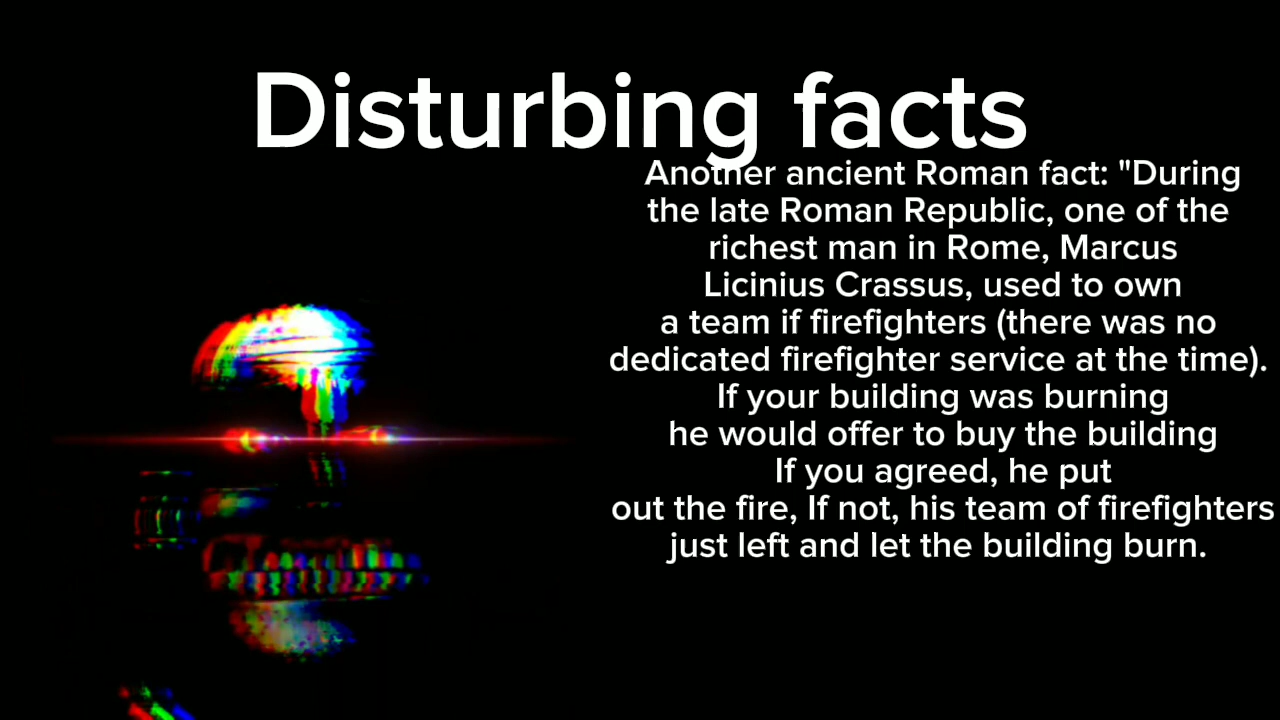 Disturbing facts
Another ancient Roman fact: "During
the late Roman Republic, one of the
richest man in Rome, Marcus
Licinius Crassus, used to own
a team if firefighters (there was no
dedicated firefighter service at the time).
If your building was burning
he would offer to buy the building
If you agreed, he put
out the fire, If not, his team of firefighters
just left and let the building burn.